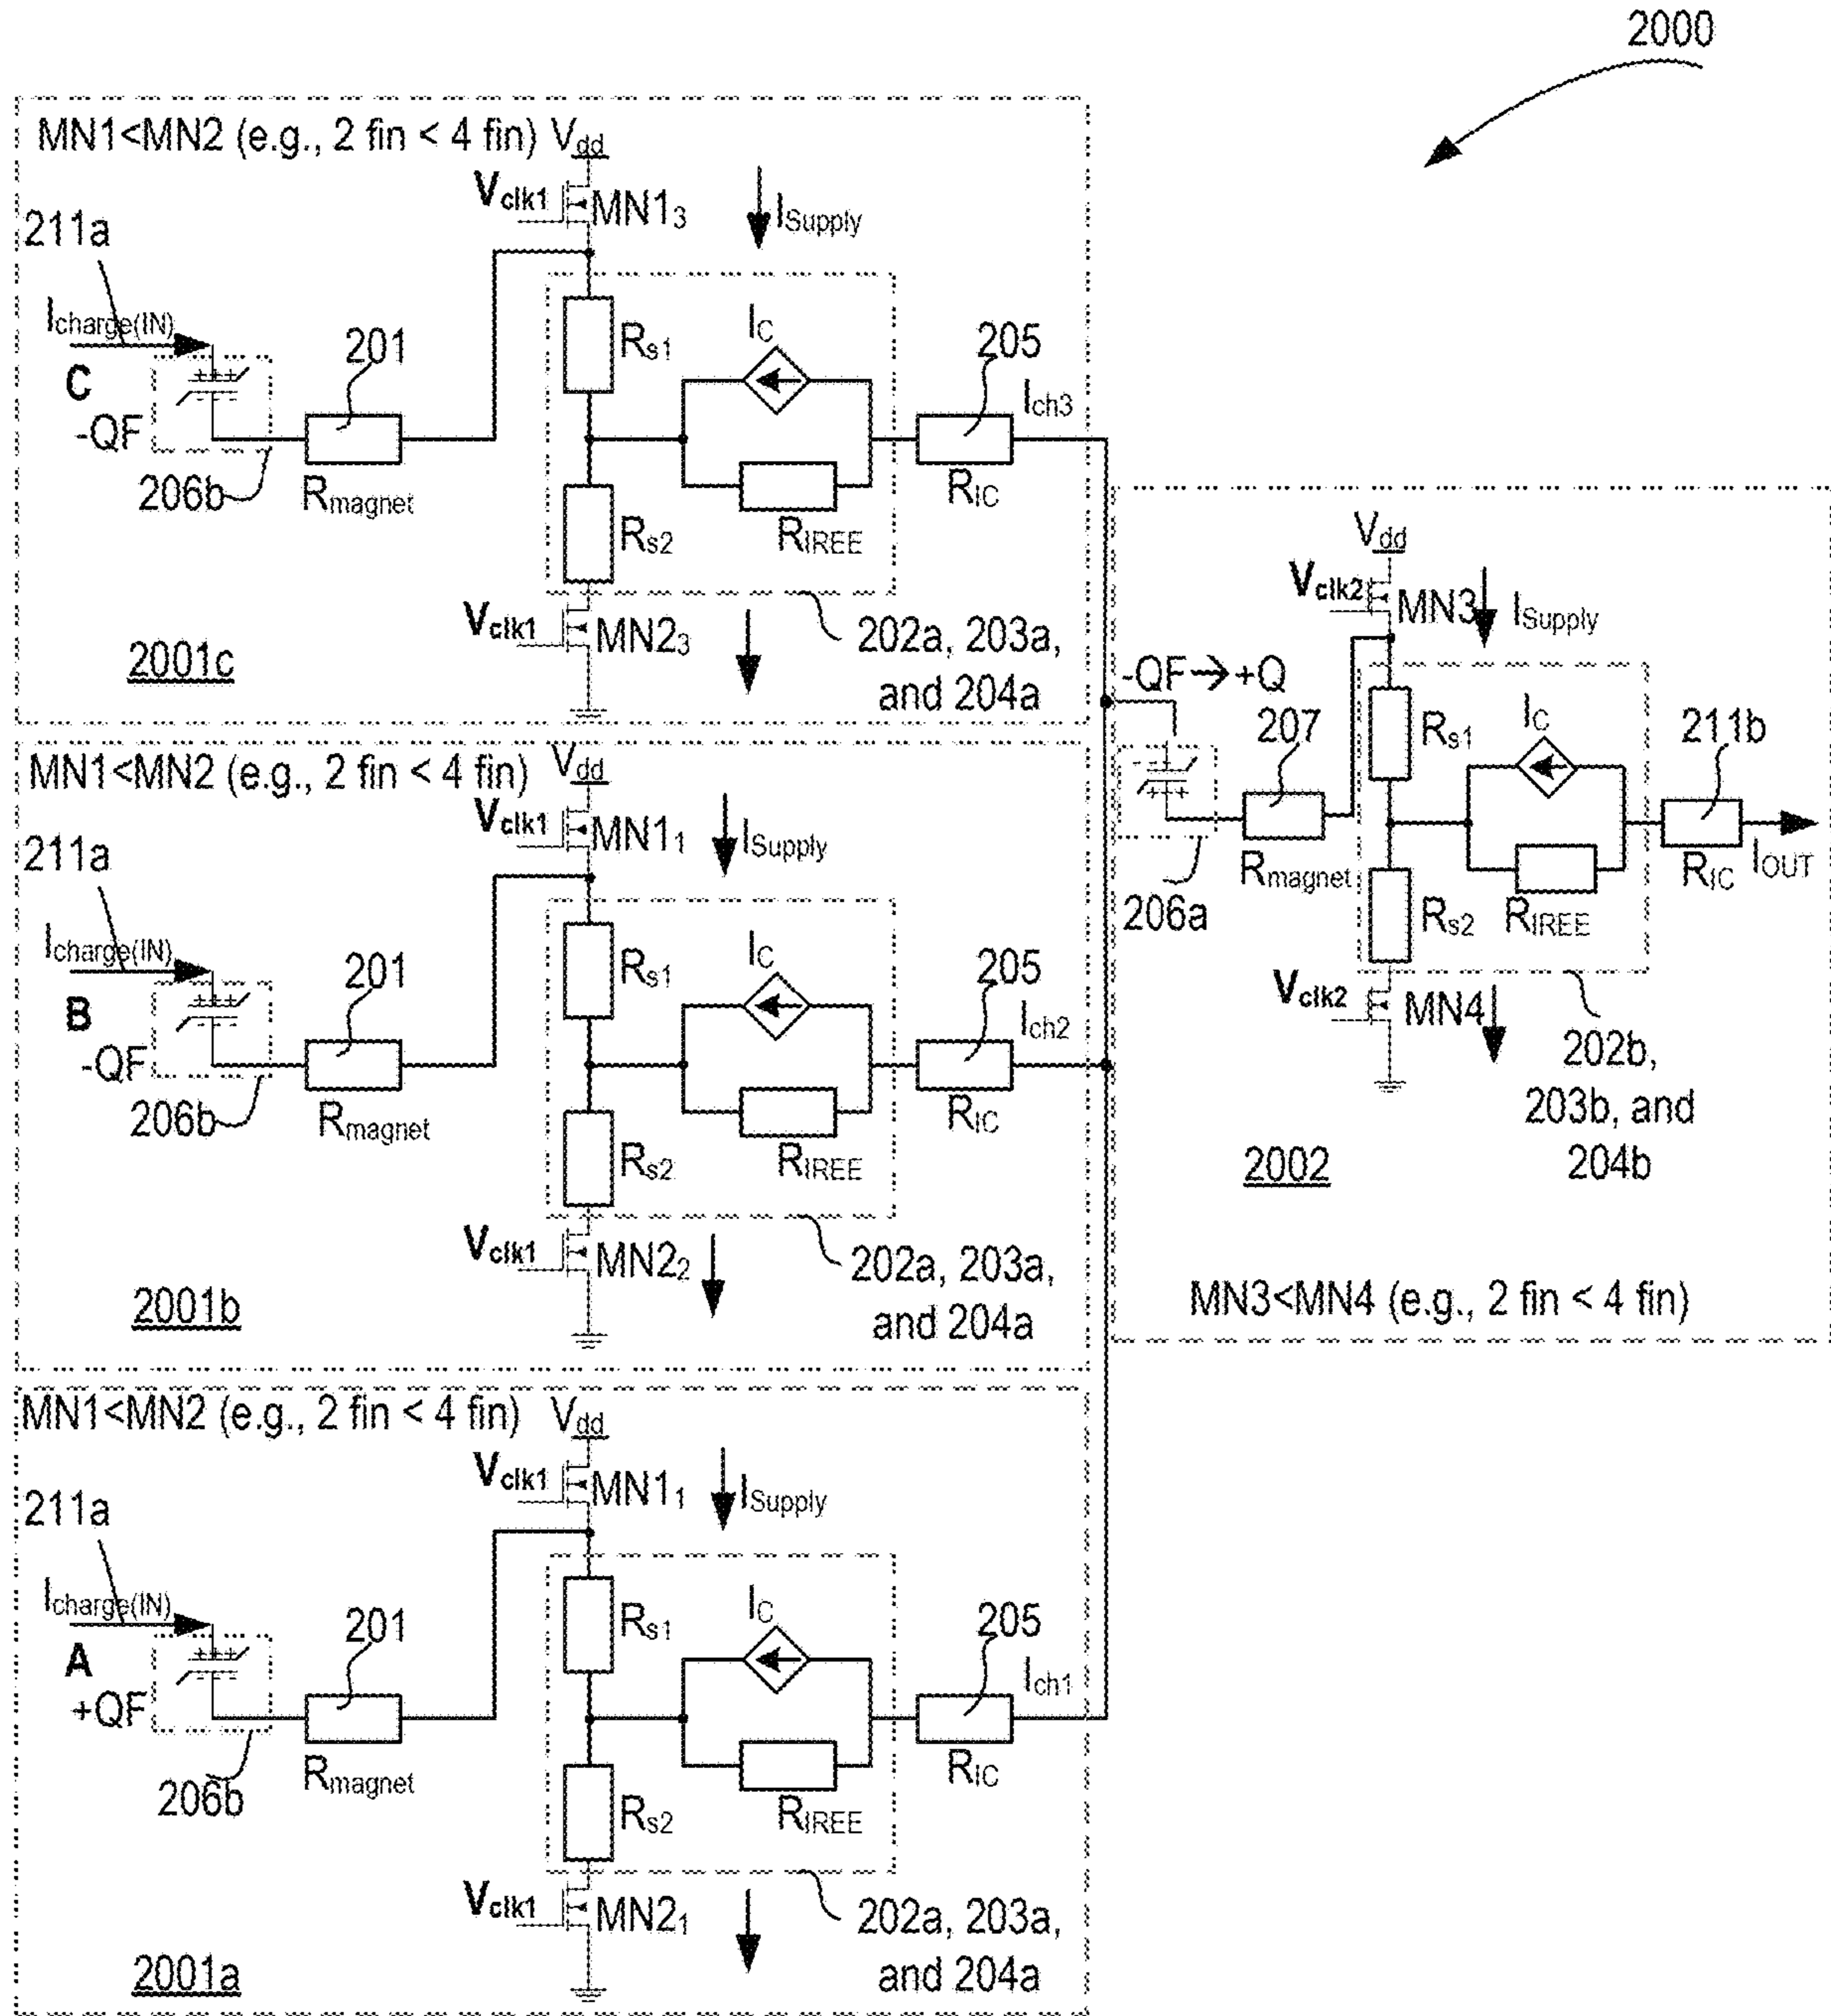 2000
MN1<MN2 (e.g., 2 fin < 4 fin) Vdd
Vclk1
MN13
ISupply
211a
Icharge(IN)
C
-QF
206b
201
Rmagnet
Rs1
IC
205
Ich3
RIC
Rs2
RIREE
Vclk1
MN23
202a, 203a,
and 204a
2001c
MN1<MN2 (e.g., 2 fin < 4 fin) Vdd
Vclk1
MN11
ISupply
211a
Icharge(IN)
B
-QF
206b
201
Rmagnet
Rs1
IC
205
Ich2
RIC
Rs2
RIREE
Vclk1
MN22
202a, 203a,
and 204a
2001b
MN1<MN2 (e.g., 2 fin < 4 fin) Vdd
Vclk1
MN11
ISupply
211a
Icharge(IN)
A
+QF
206b
201
Rmagnet
Rs1
IC
205
Ich1
RIC
Rs2
RIREE
Vclk1
MN21
202a, 203a,
and 204a
2001a
Vdd
Vclk2
MN3
ISupply
-QF→+Q
207
206a
Rmagnet
Rs1
IC
211b
RIC
IOUT
Rs2
RIREE
Vclk2
MN4
202b,
203b, and
204b
2002
MN3<MN4 (e.g., 2 fin < 4 fin)